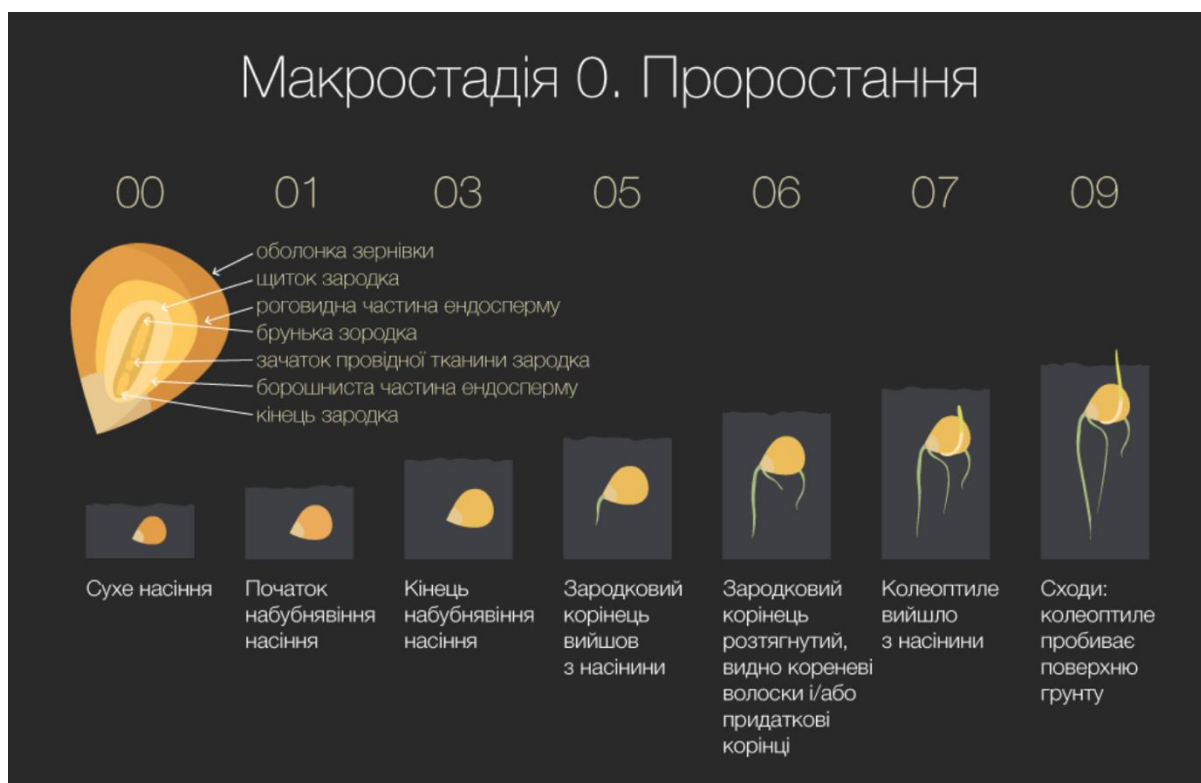 Макростадія 0. Проростання
00
01
03
05
06
07
09
оболонка зернівки
щиток зародка
роговидна частина ендосперму
брунька зородка
зачаток провідної тканини зародка
борошниста частина ендосперму
кінець зародка
Сухе насіння
Початок
набубнявіння
насіння
Кінець
набубнявіння
насіння
Зародковий
корінець
вийшов
з насінини
Зародковий
корінець
розтягнутий,
видно кореневі
волоски і/або
придаткові
корінці
Колеоптиле
вийшло
з насінини
Сходи:
колеоптиле
пробиває
поверхню
грунту